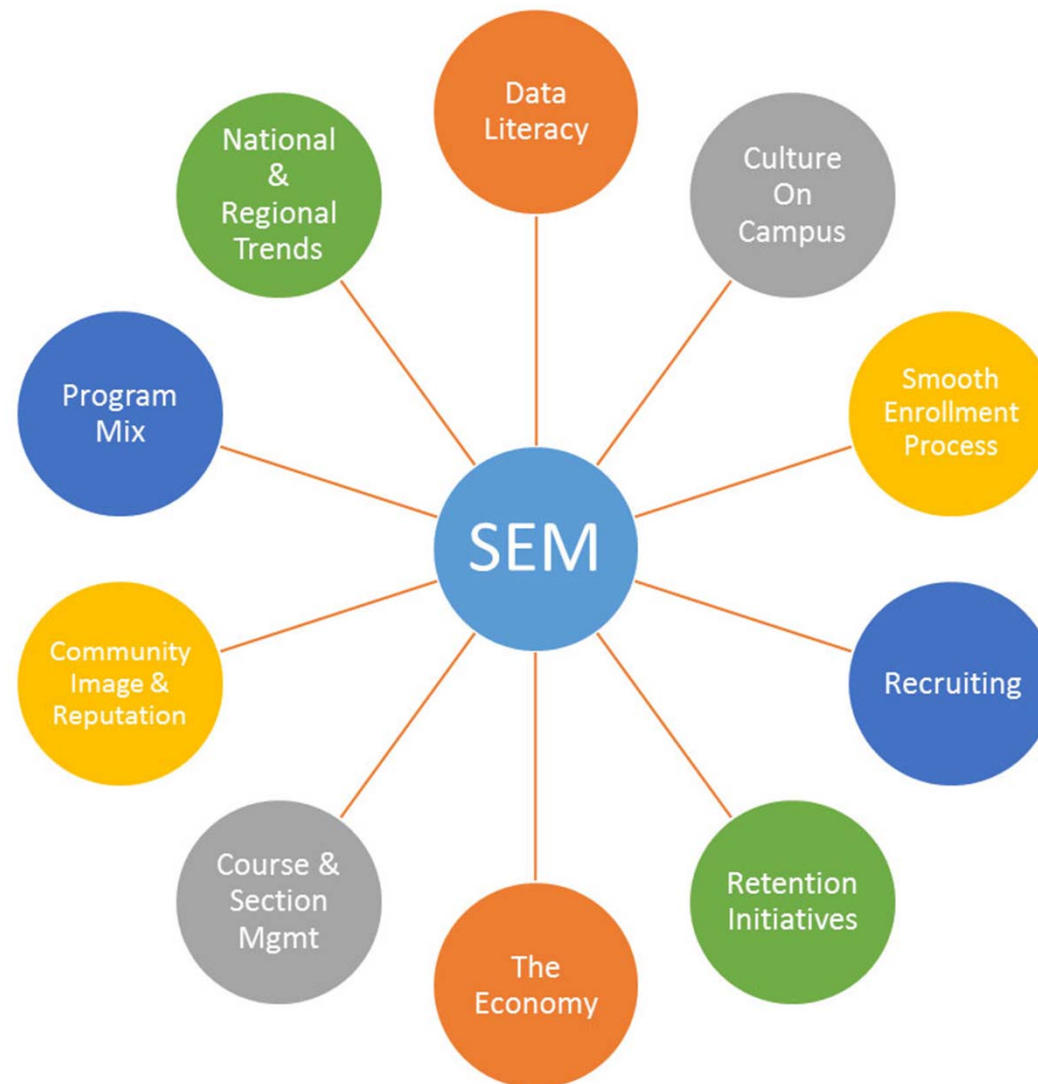 Data
Literacy
Culture
On
Campus
Smooth
Enrollment
Process
Recruiting
Retention
Initiatives
The
Economy
Course &
Section
Mgmt
Community
Image &
Reputation
Program
Mix
National
&
Regional
Trends
SEM